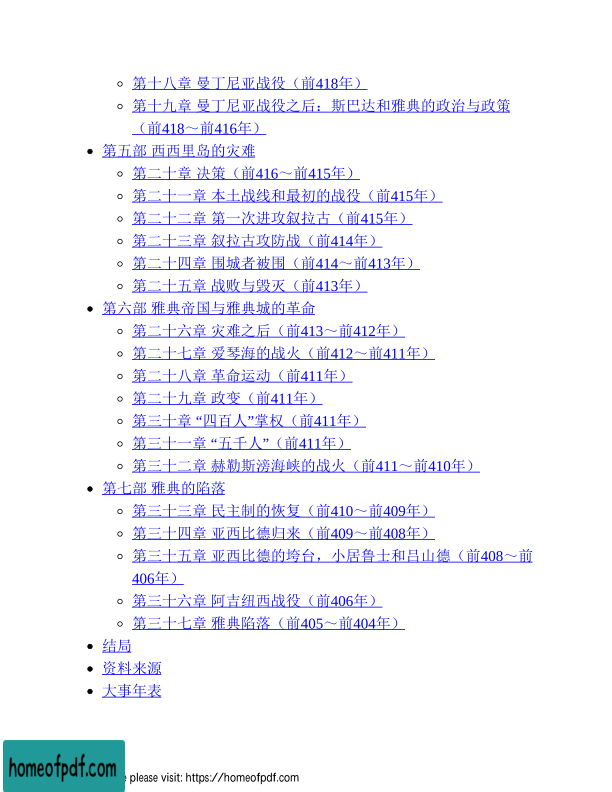 第十八章 曼丁尼亚战役（前418年）
第十九章 曼丁尼亚战役之后：斯巴达和雅典的政治与政策
（前418～前416年）
第五部 西西里岛的灾难
第二十章 决策（前416～前415年）
第二十一章 本土战线和最初的战役（前415年）
第二十二章 第一次进攻叙拉古（前415年）
第二十三章 叙拉古攻防战（前414年）
第二十四章 围城者被围（前414～前413年）
第二十五章 战败与毁灭（前413年）
第六部 雅典帝国与雅典城的革命
第二十六章 灾难之后（前413～前412年）
第二十七章 爱琴海的战火（前412～前411年）
第二十八章 革命运动（前411年）
第二十九章 政变（前411年）
第三十章 “四百人”掌权（前411年）
第三十一章 “五千人”（前411年）
第三十二章 赫勒斯滂海峡的战火（前411～前410年）
第七部 雅典的陷落
第三十三章 民主制的恢复（前410～前409年）
第三十四章 亚西比德归来（前409～前408年）
第三十五章 亚西比德的垮台，小居鲁士和吕山德（前408～前
406年）
第三十六章 阿吉纽西战役（前406年）
第三十七章 雅典陷落（前405～前404年）
结局
资料来源
大事年表
homeofpdf.com
please visit: https://homeofpdf.com